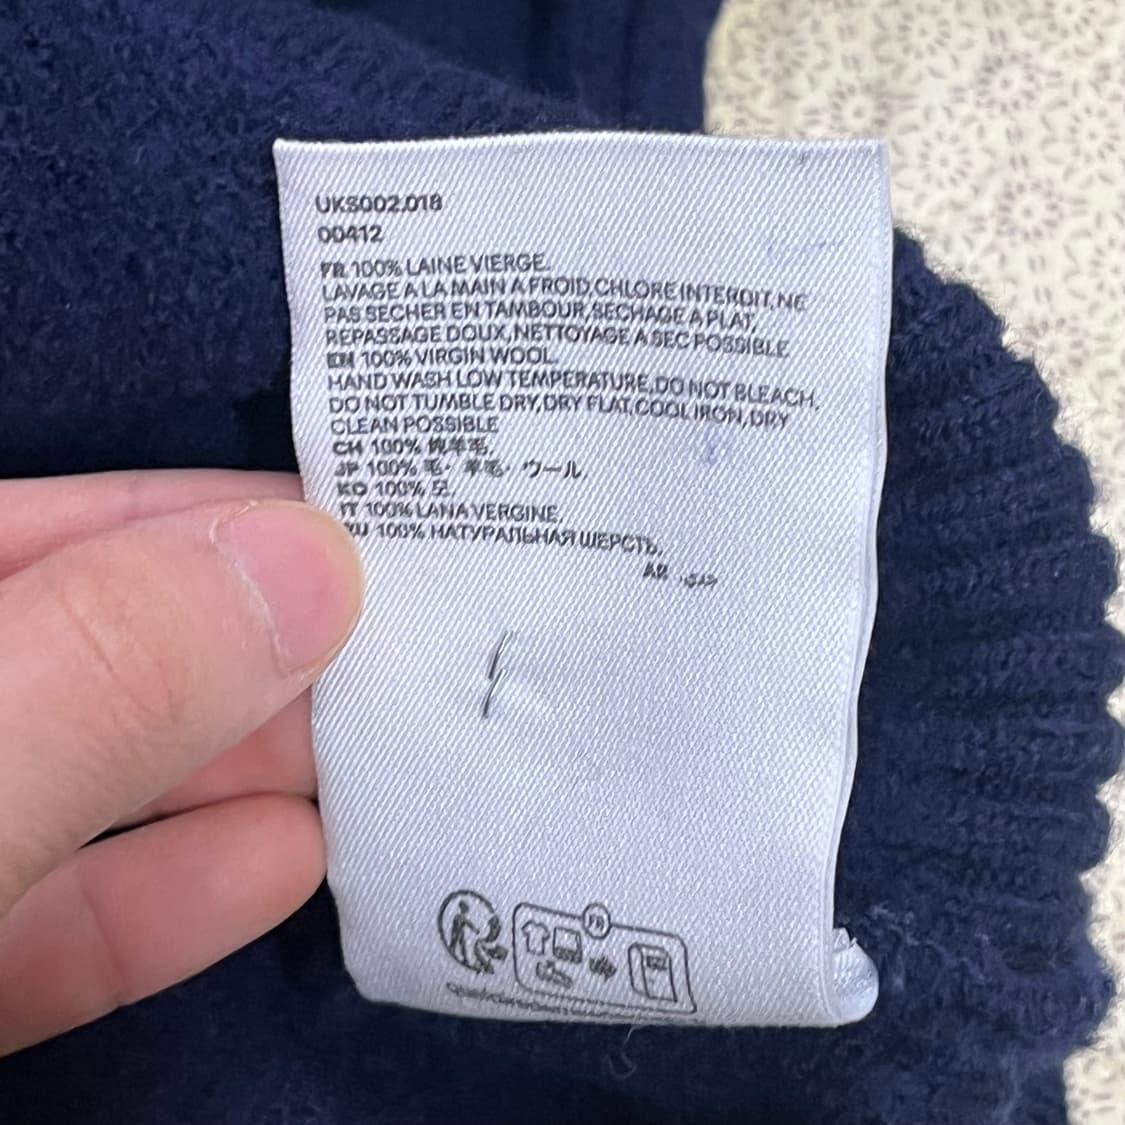 UKS002.018
00412
FR 100% LAINE VIERGE.
LAVAGE A LA MAIN A FROID,CHLORE INTERDIT, NE
PAS SECHER EN TAMBOUR,SECHAGE A PLAT,
REPASSAGE DOUX,NETTOYAGE A SEC POSSIBLE
EN 100% VIRGIN WOOL.
HAND WASH LOW TEMPERATURE,DO NOT BLEACH,
DO NOT TUMBLE DRY,DRY FLAT,COOL IRON,DRY
CLEAN POSSIBLE
CH 100% 纯羊毛.
JP 100% 毛・羊毛・ウール
KO 100% 모.
IT 100% LANA VERGINE.
RU 100% НАТУРАЛЬНАЯ ШЕРСТЬ.
AR
FR